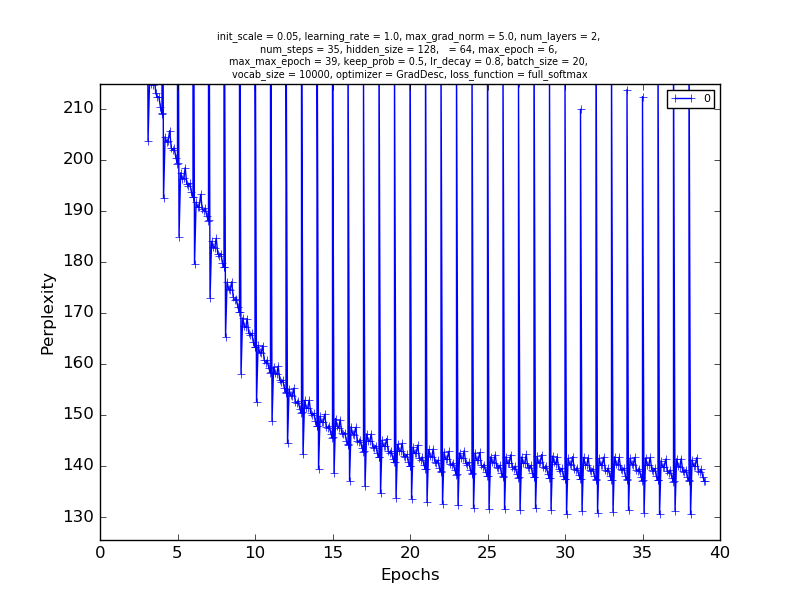 init_scale = 0.05, learning_rate = 1.0, max_grad_norm = 5.0, num_layers = 2,
num_steps = 35, hidden_size = 128,   = 64, max_epoch = 6,
max_max_epoch = 39, keep_prob = 0.5, lr_decay = 0.8, batch_size = 20,
vocab_size = 10000, optimizer = GradDesc, loss_function = full_softmax
0
210
200
190
180
170
160
150
140
130
Perplexity
0 5 10 15 20 25 30 35 40
Epochs